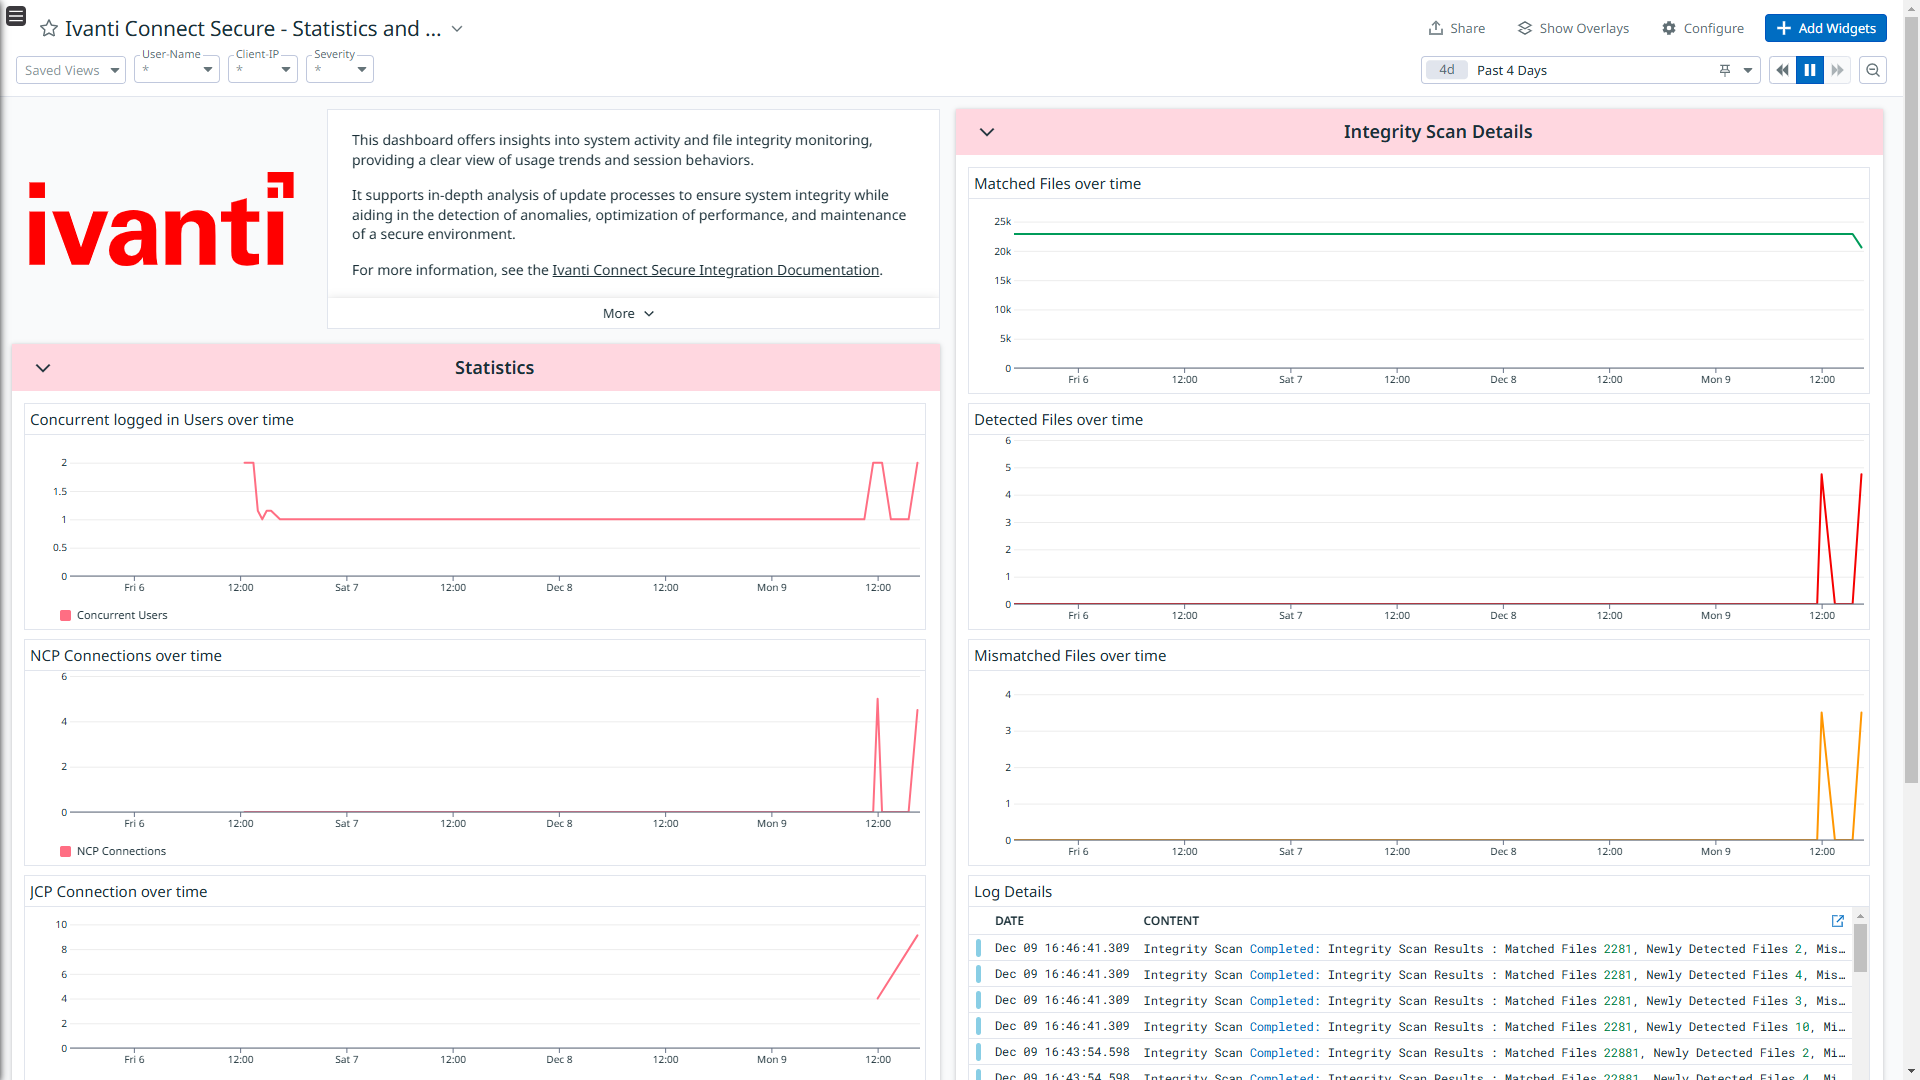 Ivanti Connect Secure - Statistics and ...
Share
Show Overlays
Configure
Add Widgets
Saved Views
User-Name
*
Client-IP
*
Severity
*
4d
Past 4 Days
ivanti
This dashboard offers insights into system activity and file integrity monitoring,
providing a clear view of usage trends and session behaviors.
It supports in-depth analysis of update processes to ensure system integrity while
aiding in the detection of anomalies, optimization of performance, and maintenance
of a secure environment.
For more information, see the Ivanti Connect Secure Integration Documentation.
More
Statistics
Concurrent logged in Users over time
2
1.5
1
0.5
0
Fri 6 12:00 Sat 7 12:00 Dec 8 12:00 Mon 9 12:00
Concurrent Users
NCP Connections over time
6
4
2
0
Fri 6 12:00 Sat 7 12:00 Dec 8 12:00 Mon 9 12:00
NCP Connections
JCP Connection over time
10
8
6
4
2
0
Fri 6 12:00 Sat 7 12:00 Dec 8 12:00 Mon 9 12:00
Integrity Scan Details
Matched Files over time
25k
20k
15k
10k
5k
0
Fri 6 12:00 Sat 7 12:00 Dec 8 12:00 Mon 9 12:00
Detected Files over time
6
5
4
3
2
1
0
Fri 6 12:00 Sat 7 12:00 Dec 8 12:00 Mon 9 12:00
Mismatched Files over time
4
3
2
1
0
Fri 6 12:00 Sat 7 12:00 Dec 8 12:00 Mon 9 12:00
Log Details
DATE CONTENT
Dec 09 16:46:41.309 Integrity Scan Completed: Integrity Scan Results : Matched Files 2281, Newly Detected Files 2, Mis…
Dec 09 16:46:41.309 Integrity Scan Completed: Integrity Scan Results : Matched Files 2281, Newly Detected Files 4, Mis…
Dec 09 16:46:41.309 Integrity Scan Completed: Integrity Scan Results : Matched Files 2281, Newly Detected Files 3, Mis…
Dec 09 16:46:41.309 Integrity Scan Completed: Integrity Scan Results : Matched Files 2281, Newly Detected Files 10, Mi…
Dec 09 16:43:54.598 Integrity Scan Completed: Integrity Scan Results : Matched Files 22881, Newly Detected Files 2, Mi…
Dec 09 16:43:54.598 Integrity Scan Completed: Integrity Scan Results : Matched Files 22881, Newly Detected Files 4, Mi…